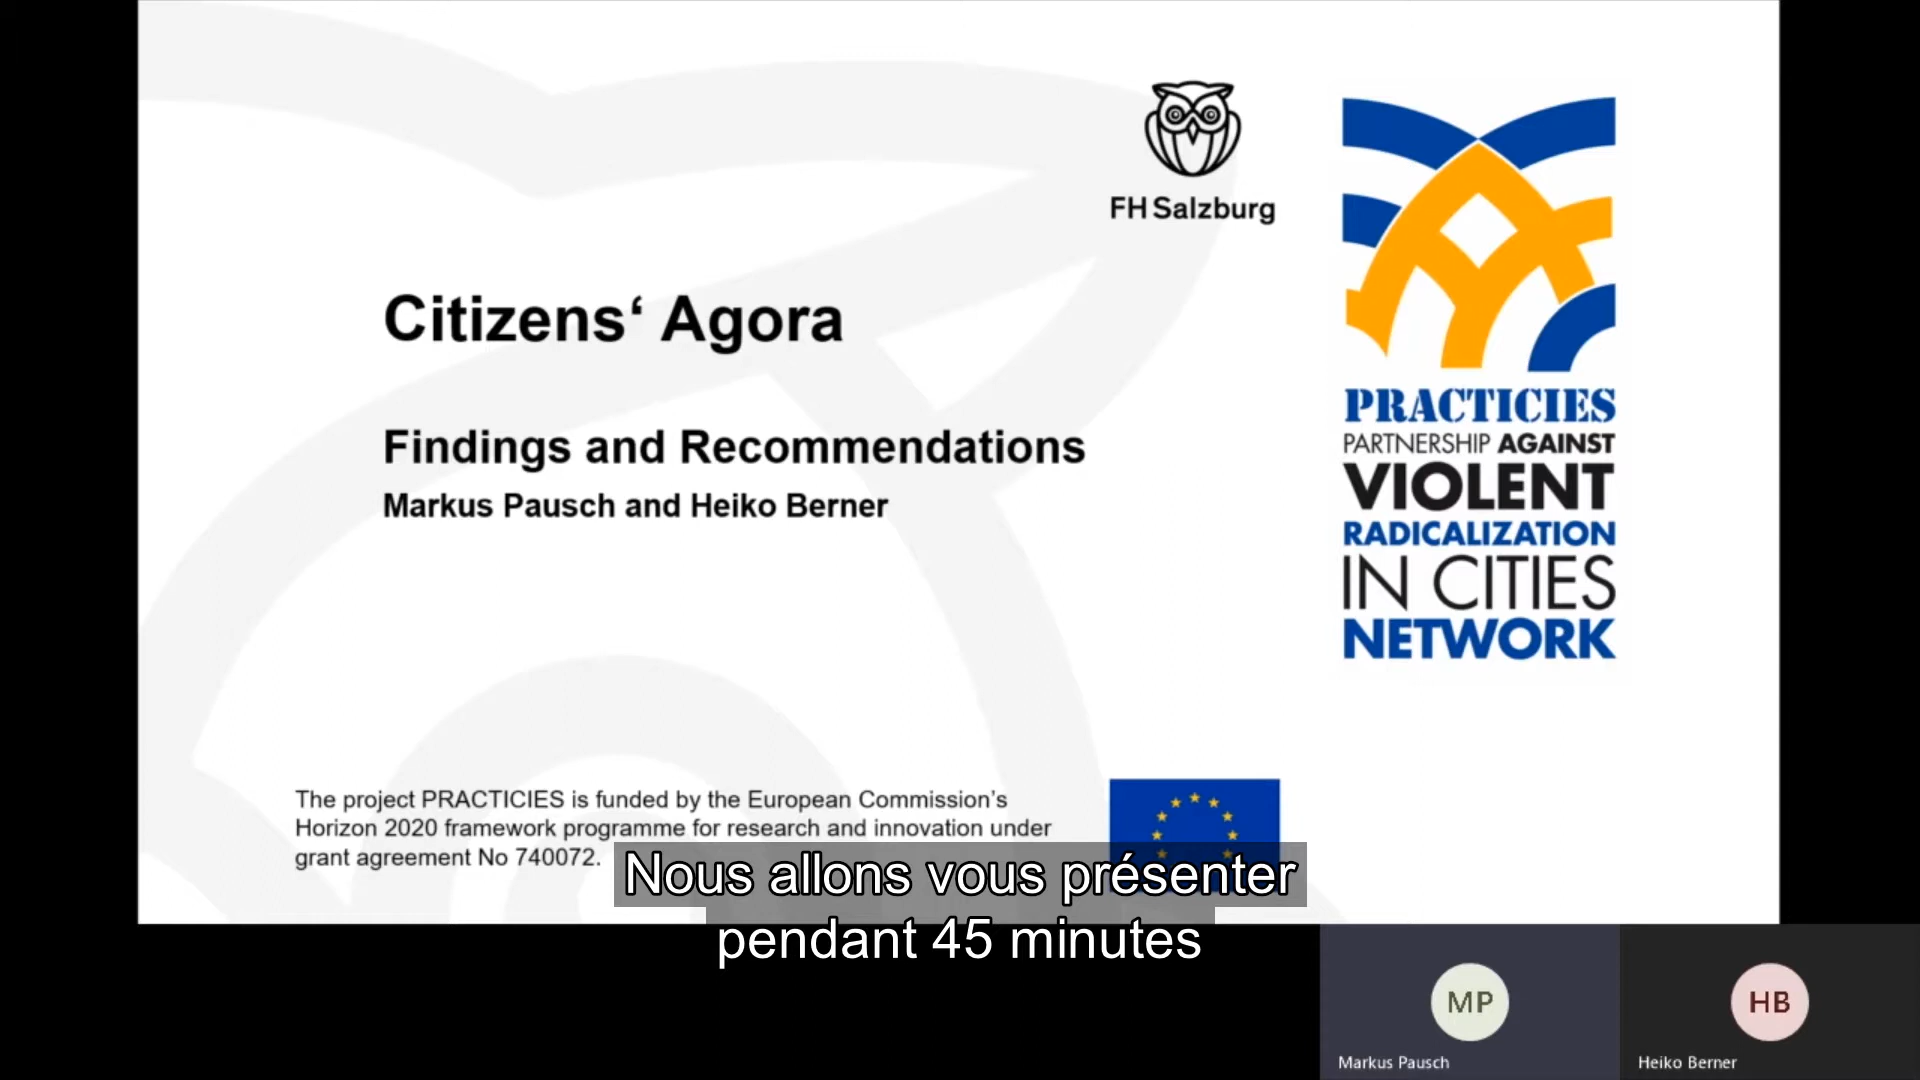 FH Salzburg
Citizens‘ Agora
Findings and Recommendations
Markus Pausch and Heiko Berner
PRACTICIES
PARTNERSHIP AGAINST
VIOLENT
RADICALIZATION
IN CITIES
NETWORK
The project PRACTICIES is funded by the European Commission’s
Horizon 2020 framework programme for research and innovation under
grant agreement No 740072.
Nous allons vous présenter
pendant 45 minutes
MP
Markus Pausch
HB
Heiko Berner